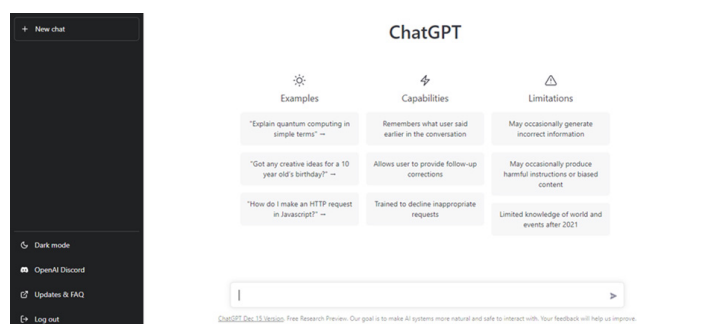 + New chat
ChatGPT
Examples
"Explain quantum computing in
simple terms" →
"Got any creative ideas for a 10
year old's birthday?" →
"How do I make an HTTP request
in Javascript?" →
Capabilities
Remembers what user said
earlier in the conversation
Allows user to provide follow-up
corrections
Trained to decline inappropriate
requests
Limitations
May occasionally generate
incorrect information
May occasionally produce
harmful instructions or biased
content
Limited knowledge of world and
events after 2021
Dark mode
OpenAI Discord
Updates & FAQ
Log out
ChatGPT Dec 15 Version. Free Research Preview. Our goal is to make AI systems more natural and safe to interact with. Your feedback will help us improve.